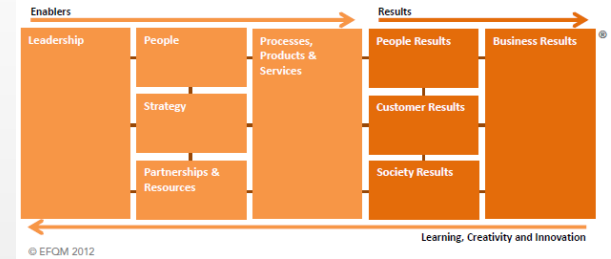 Enablers
Results
Leadership
People
Processes,
Products &
Services
People Results
Business Results
®
Strategy
Customer Results
Partnerships &
Resources
Society Results
Learning, Creativity and Innovation
© EFQM 2012